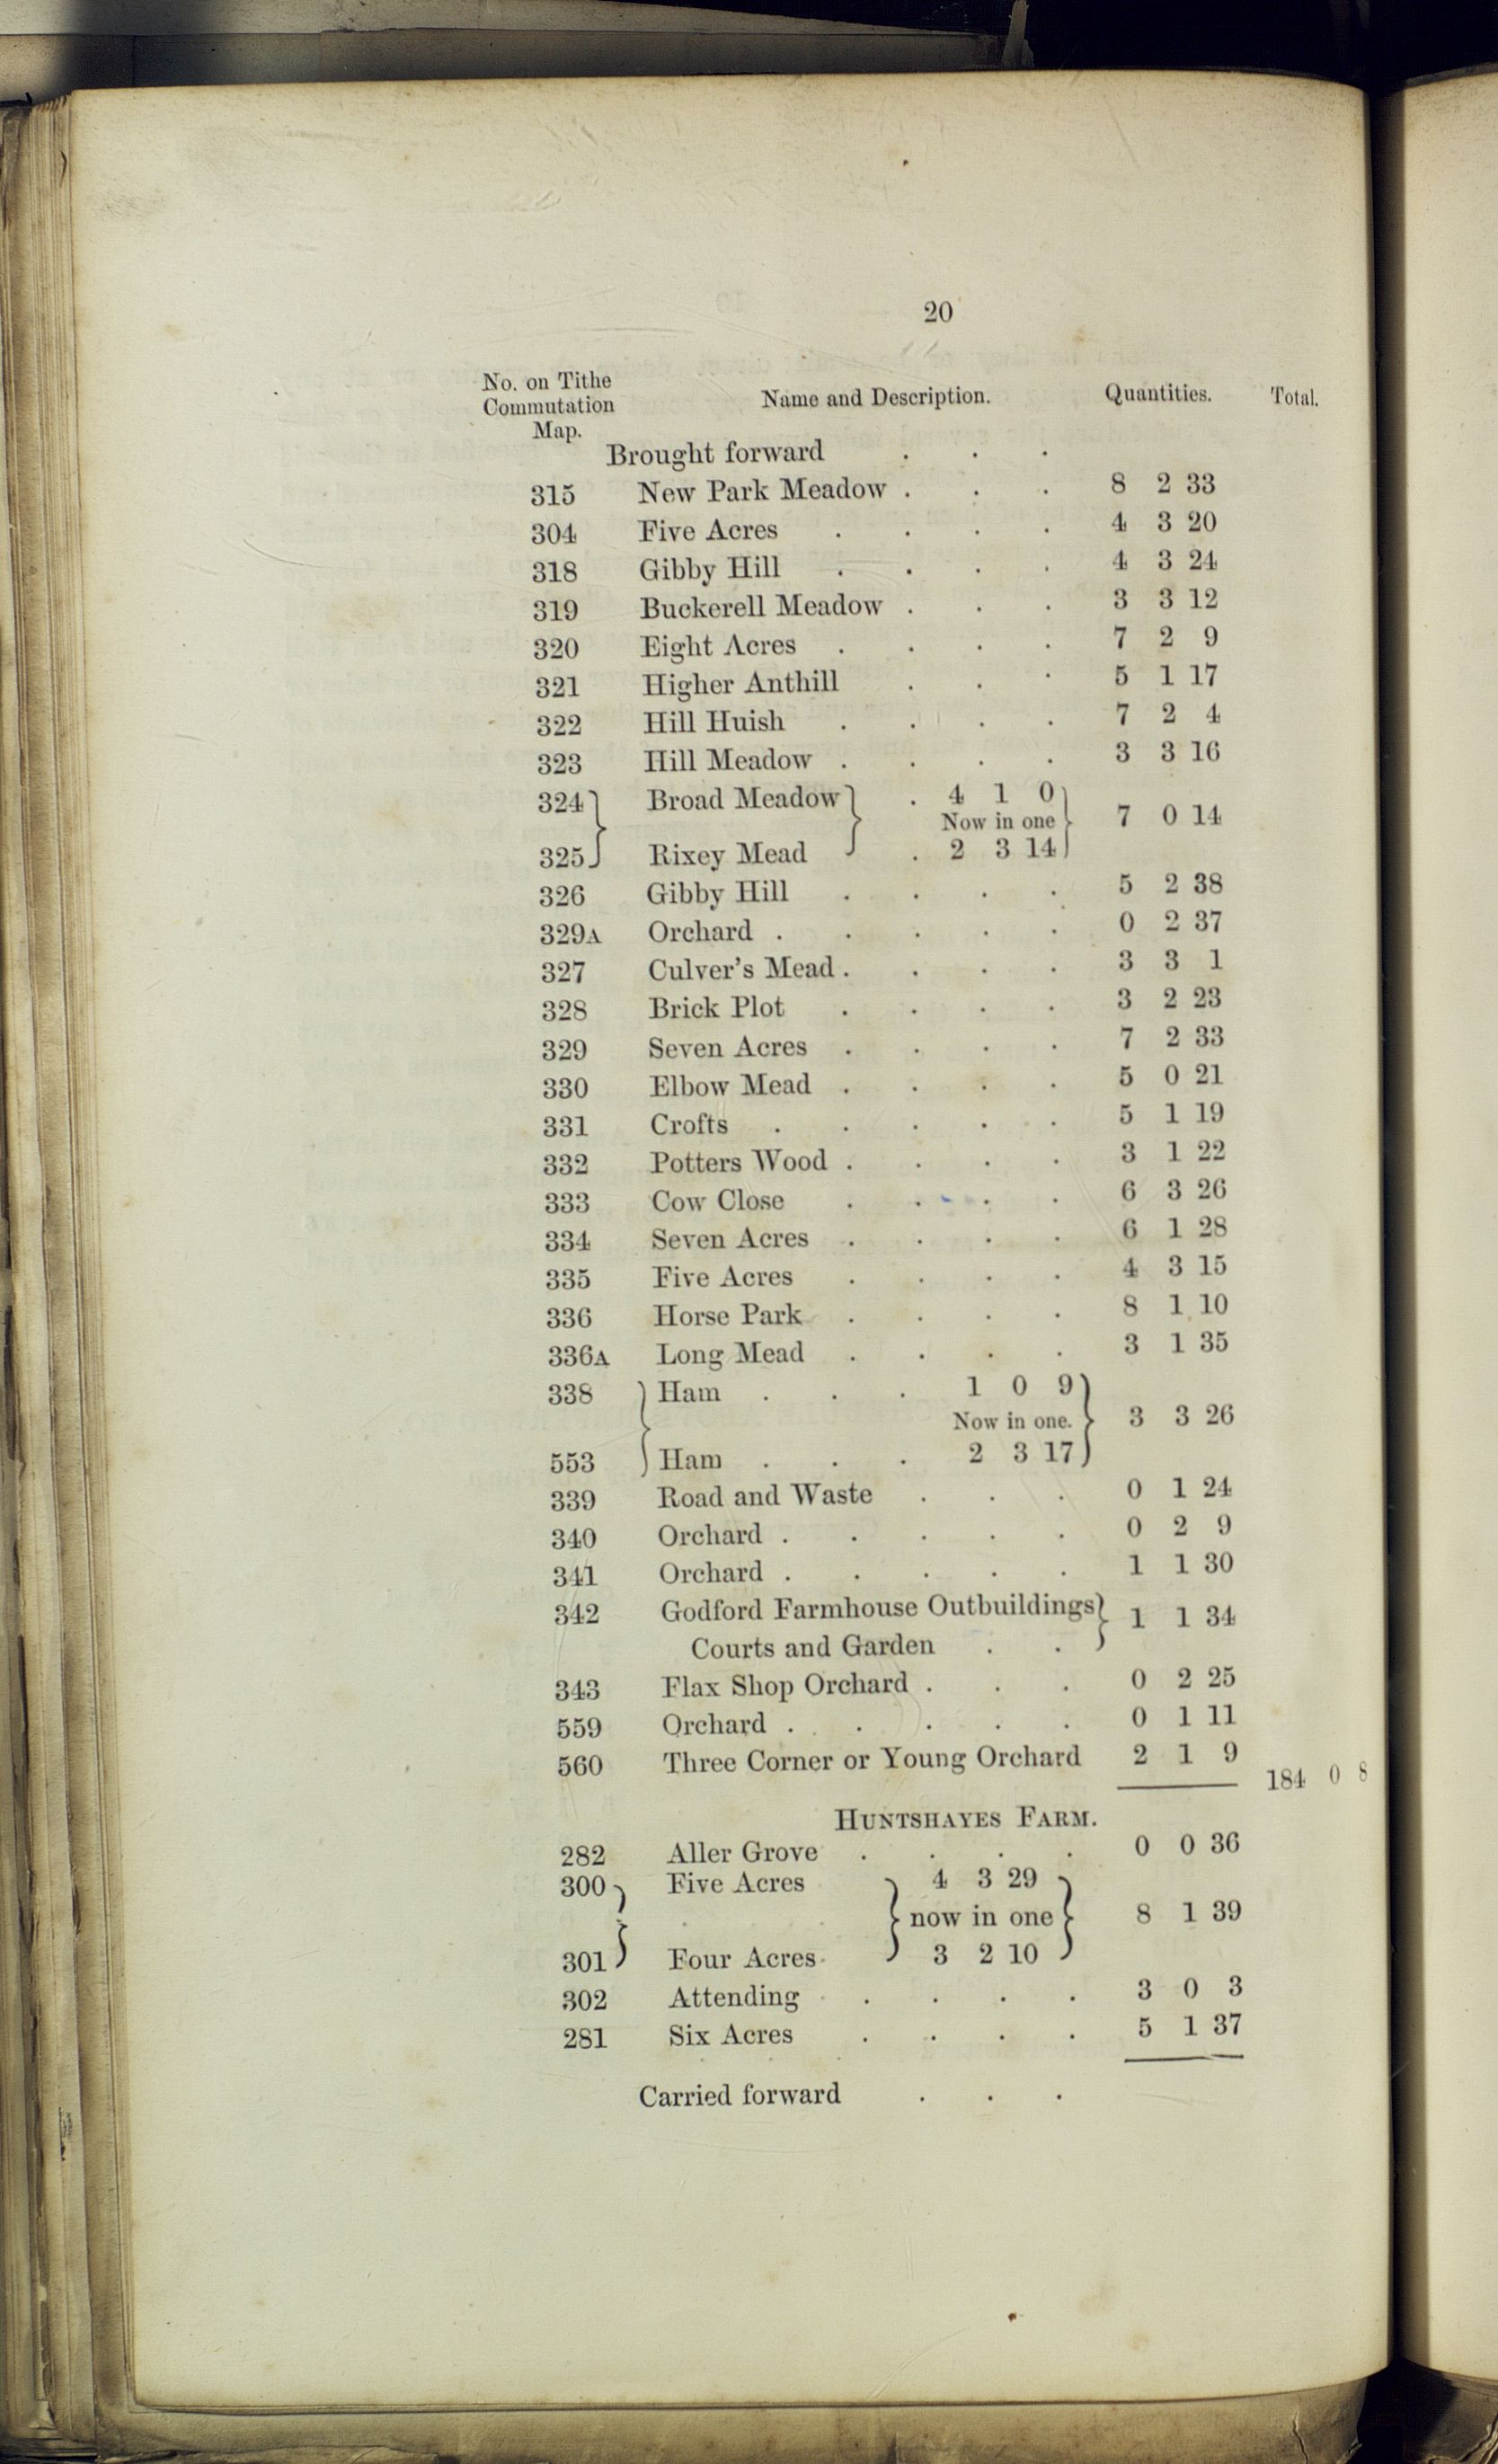 20
No. on Tithe Commutation Map. Name and Description. Quantities. Total.
Brought forward . . .
315 New Park Meadow . . . 8 2 33
304 Five Acres . . . . 4 3 20
318 Gibby Hill . . . . 4 3 24
319 Buckerell Meadow . . . 3 3 12
320 Eight Acres . . . . 7 2 9
321 Higher Anthill . . . 5 1 17
322 Hill Huish . . . . 7 2 4
323 Hill Meadow . . . . 3 3 16
324 Broad Meadow . 4 1 0
Now in one 7 0 14
325 Rixey Mead . 2 3 14
326 Gibby Hill . . . . 5 2 38
329A Orchard . . . . . 0 2 37
327 Culver's Mead . . . . 3 3 1
328 Brick Plot . . . . 3 2 23
329 Seven Acres . . . . 7 2 33
330 Elbow Mead . . . . 5 0 21
331 Crofts . . . . . 5 1 19
332 Potters Wood . . . . 3 1 22
333 Cow Close . . . . 6 3 26
334 Seven Acres . . . . 6 1 28
335 Five Acres . . . . 4 3 15
336 Horse Park . . . . 8 1 10
336A Long Mead . . . . 3 1 35
338 Ham . . . 1 0 9
Now in one. 3 3 26
553 Ham . . . 2 3 17
339 Road and Waste . . . 0 1 24
340 Orchard . . . . . 0 2 9
341 Orchard . . . . . 1 1 30
342 Godford Farmhouse Outbuildings 1 1 34
Courts and Garden . .
343 Flax Shop Orchard . . . 0 2 25
559 Orchard . . . . . 0 1 11
560 Three Corner or Young Orchard 2 1 9
184 0 8
HUNTSHAYES FARM.
282 Aller Grove . . . . 0 0 36
300 Five Acres 4 3 29
now in one 8 1 39
301 Four Acres 3 2 10
302 Attending . . . . 3 0 3
281 Six Acres . . . . 5 1 37
Carried forward . . .